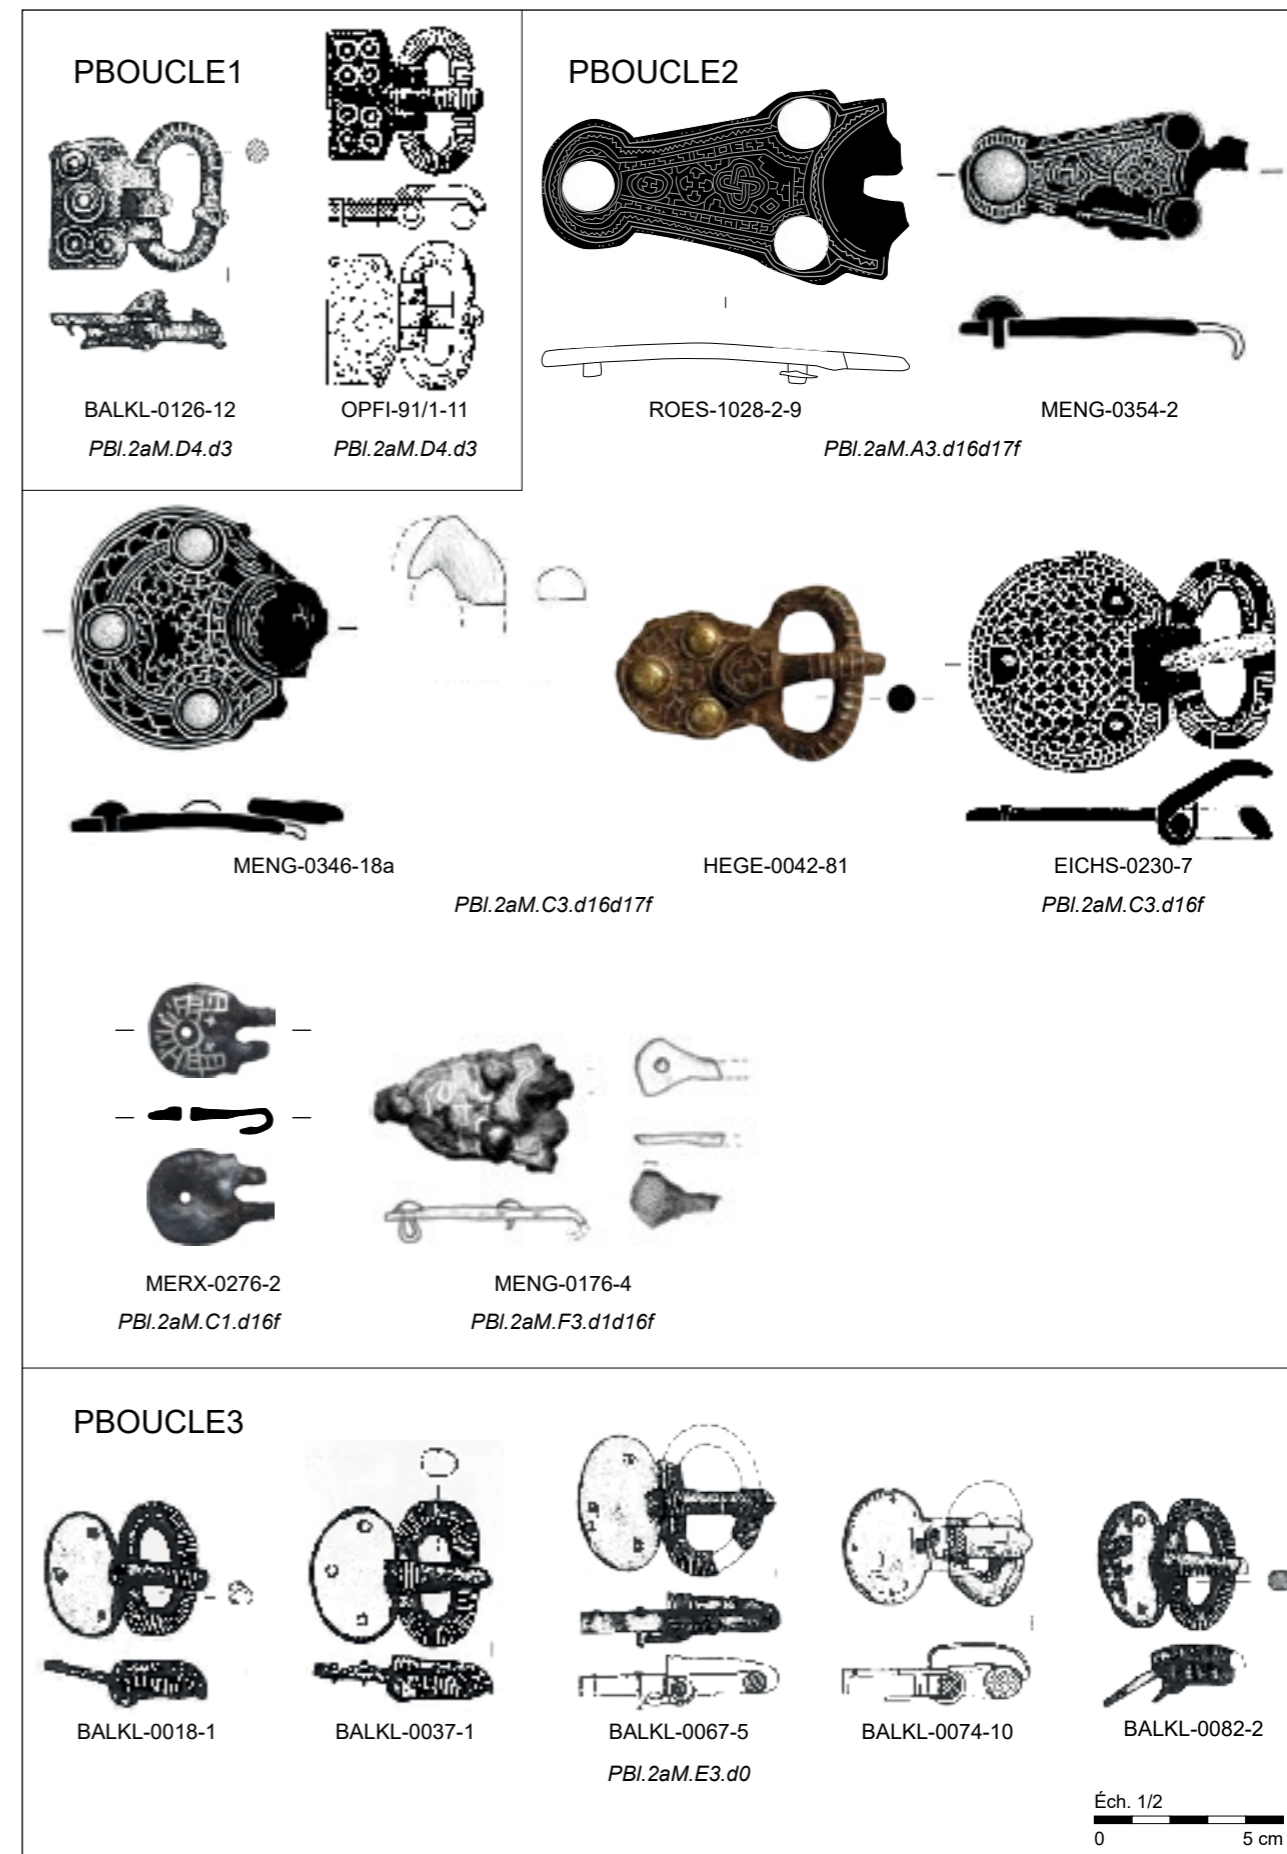 PBOUCLE1
BALKL-0126-12
PBl.2aM.D4.d3
OPFI-91/1-11
PBl.2aM.D4.d3
PBOUCLE2
ROES-1028-2-9
MENG-0354-2
PBl.2aM.A3.d16d17f
MENG-0346-18a
HEGE-0042-81
PBl.2aM.C3.d16d17f
EICHS-0230-7
PBl.2aM.C3.d16f
MERX-0276-2
PBl.2aM.C1.d16f
MENG-0176-4
PBl.2aM.F3.d1d16f
PBOUCLE3
BALKL-0018-1
BALKL-0037-1
BALKL-0067-5
BALKL-0074-10
BALKL-0082-2
PBl.2aM.E3.d0
Éch. 1/2
0 5 cm